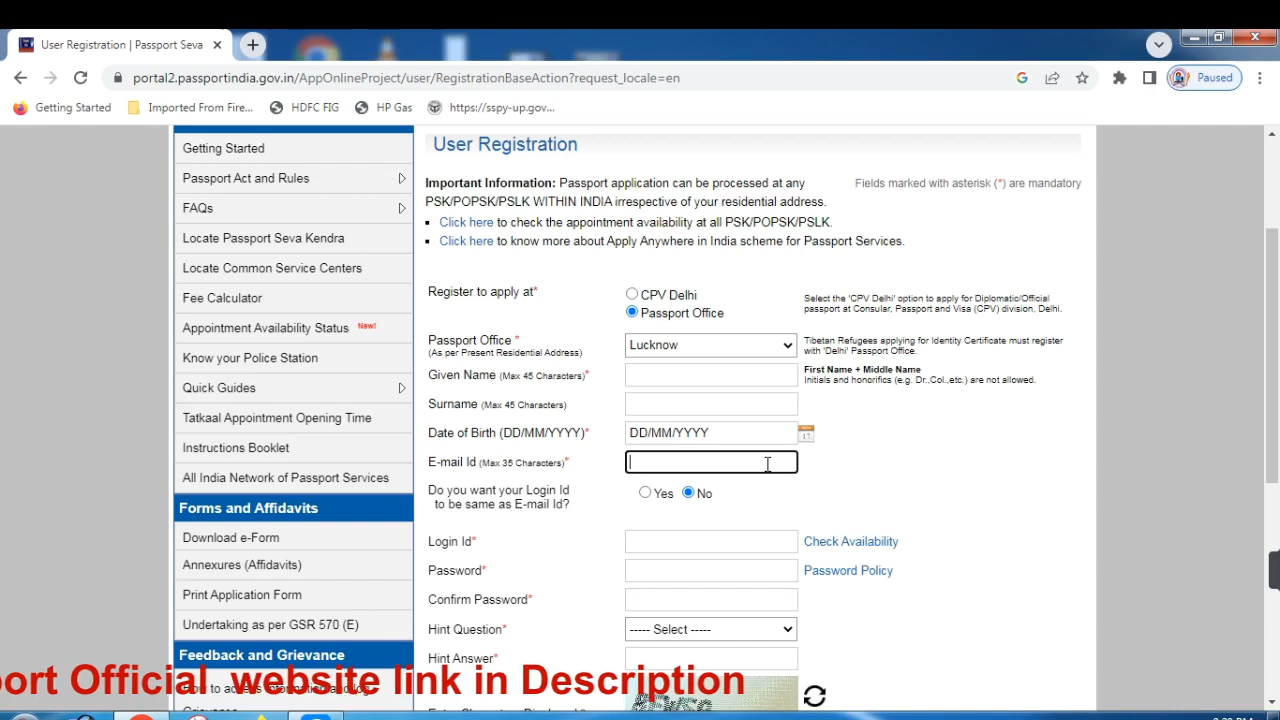 User Registration | Passport Seva
portal2.passportindia.gov.in/AppOnlineProject/user/RegistrationBaseAction?request_locale=en
Paused
Getting Started
Imported From Fire...
HDFC FIG
HP Gas
https://sspy-up.gov...
Getting Started
Passport Act and Rules
FAQs
Locate Passport Seva Kendra
Locate Common Service Centers
Fee Calculator
Appointment Availability Status New!
Know your Police Station
Quick Guides
Tatkaal Appointment Opening Time
Instructions Booklet
All India Network of Passport Services
Forms and Affidavits
Download e-Form
Annexures (Affidavits)
Print Application Form
Undertaking as per GSR 570 (E)
Feedback and Grievance
User Registration
Important Information: Passport application can be processed at any
PSK/POPSK/PSLK WITHIN INDIA irrespective of your residential address.
Fields marked with asterisk (*) are mandatory
Click here to check the appointment availability at all PSK/POPSK/PSLK.
Click here to know more about Apply Anywhere in India scheme for Passport Services.
Register to apply at*
CPV Delhi
Passport Office
Select the 'CPV Delhi' option to apply for Diplomatic/Official
passport at Consular, Passport and Visa (CPV) division, Delhi.
Passport Office *
(As per Present Residential Address)
Lucknow
Tibetan Refugees applying for Identity Certificate must register
with 'Delhi' Passport Office.
Given Name (Max 45 Characters)*
First Name + Middle Name
Initials and honorifics (e.g. Dr.,Col.,etc.) are not allowed.
Surname (Max 45 Characters)
Date of Birth (DD/MM/YYYY)*
DD/MM/YYYY
17
E-mail Id (Max 35 Characters)*
Do you want your Login Id
to be same as E-mail Id?
Yes No
Login Id*
Check Availability
Password*
Password Policy
Confirm Password*
Hint Question*
----- Select -----
Hint Answer*
ort Official website link in Description